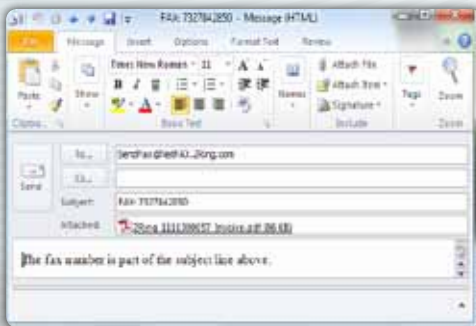 FAX: 7327842850 - Message (HTML)
File Message Insert Options Format Text Review
Times New Roman 11
Paste
Show
B I U
Names
Attach File
Attach Item
Signature
Tags
Zoom
Basic Text
Include
Zoom
To...
Send
Cc...
Subject: FAX: 7327842850
Attached:
The fax number is part of the subject line above.